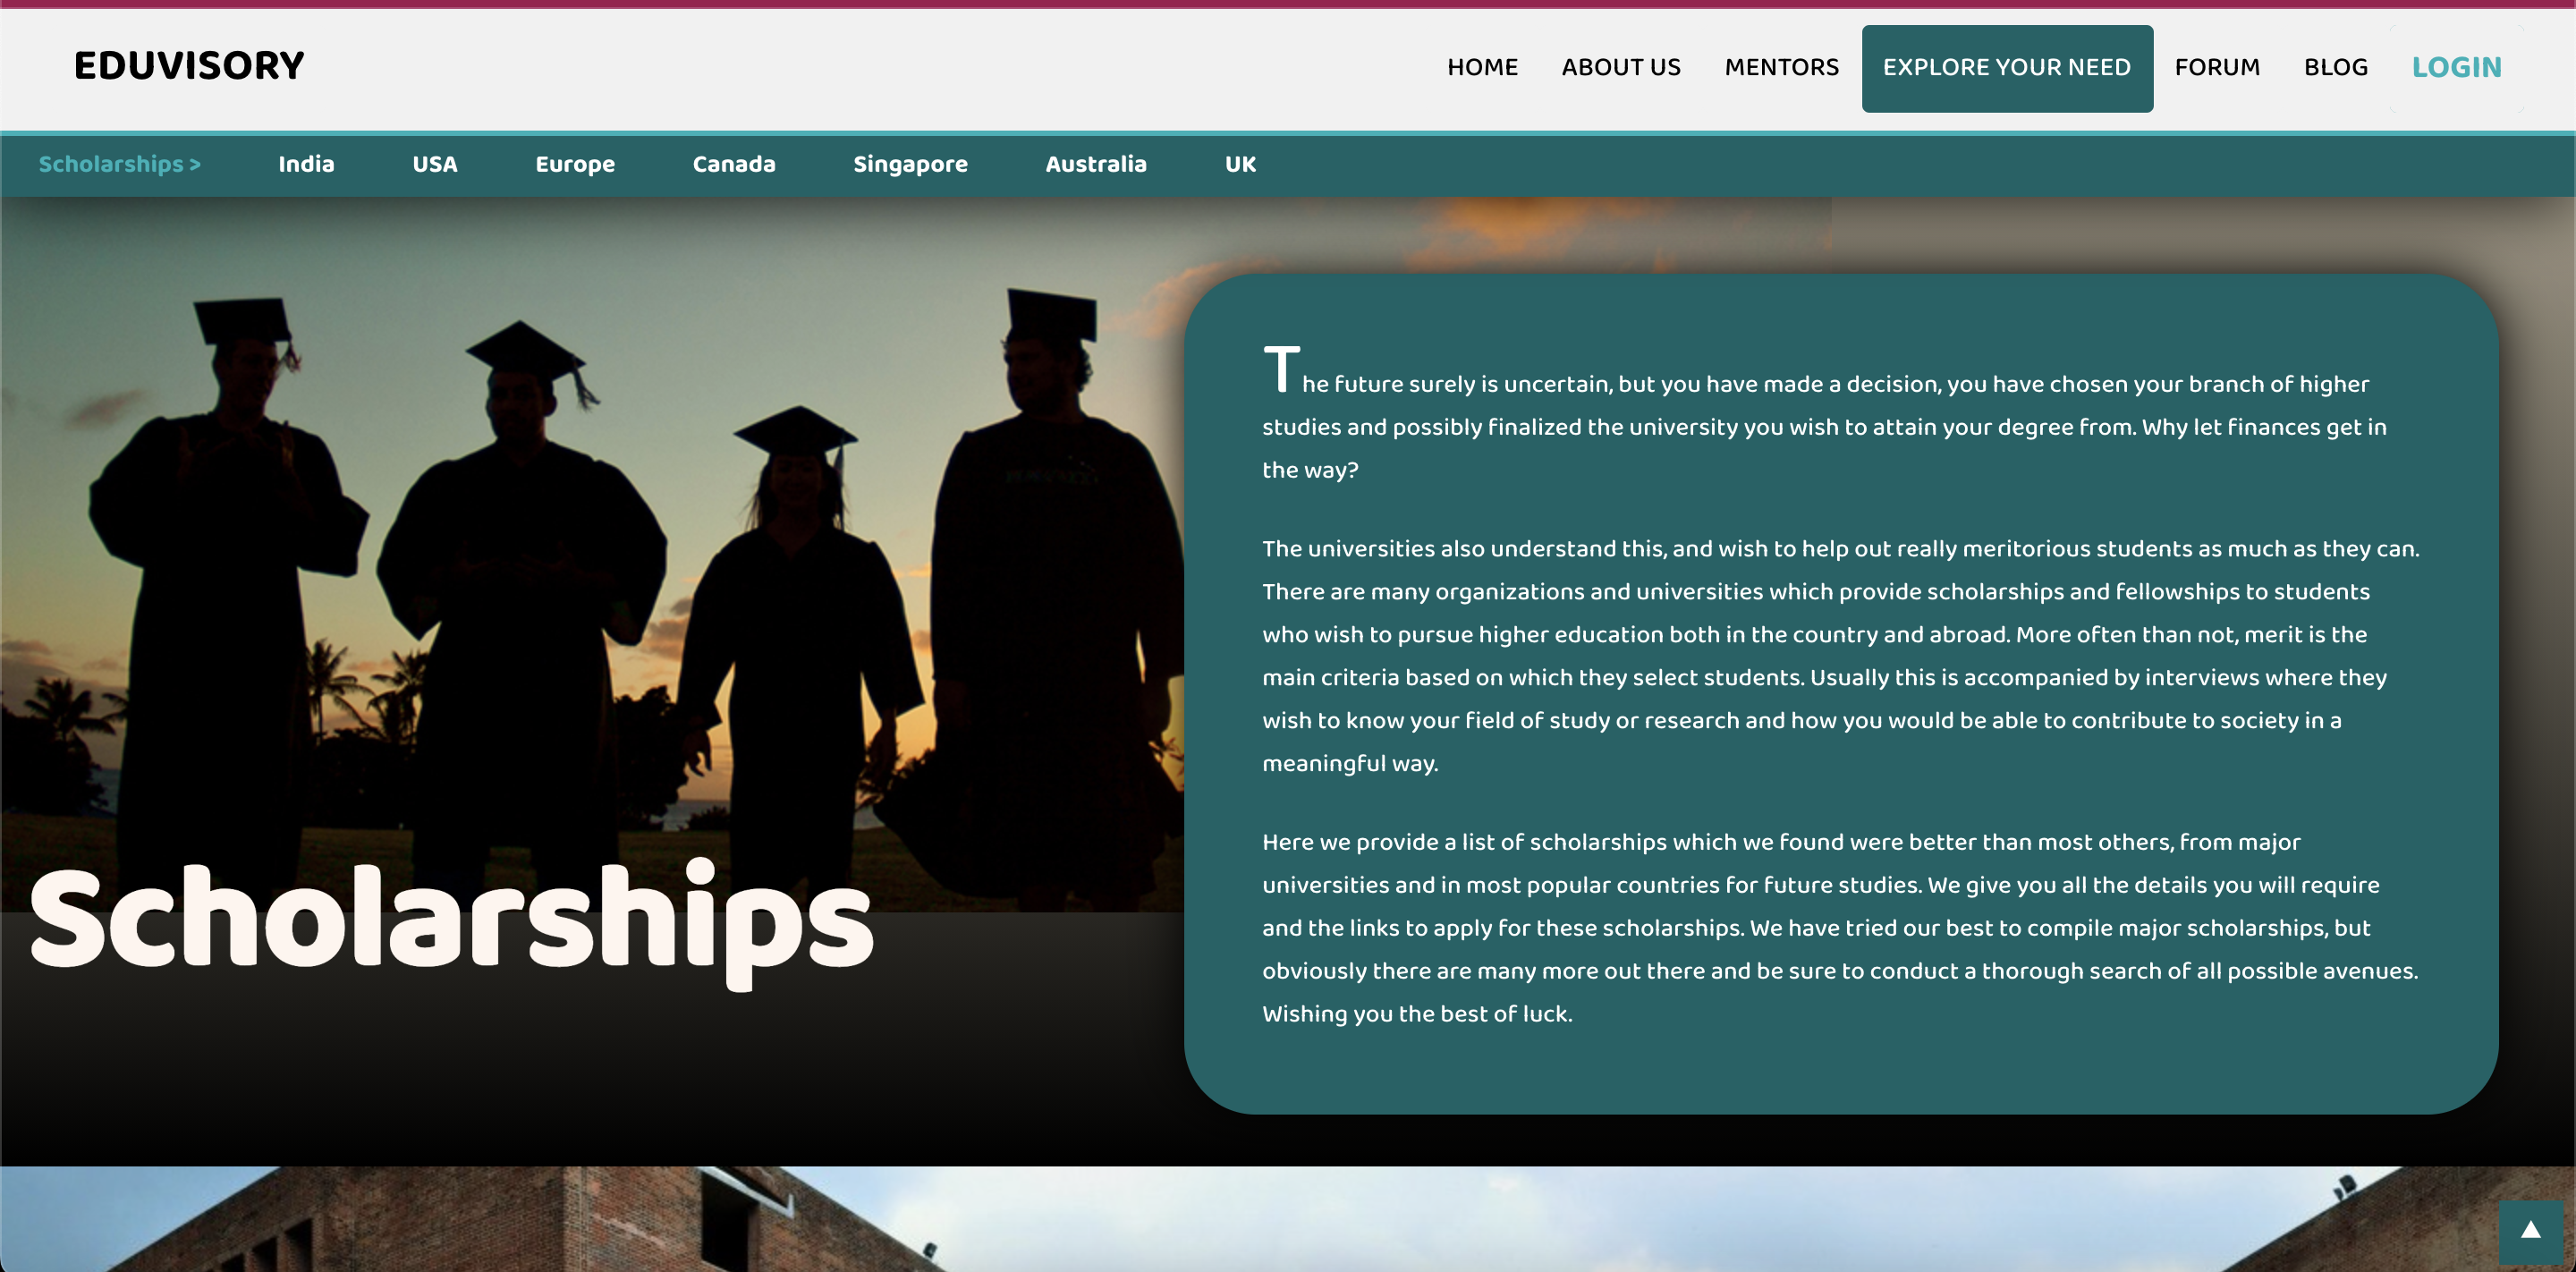 EDUVISORY
HOME ABOUT US MENTORS EXPLORE YOUR NEED FORUM BLOG LOGIN
Scholarships > India USA Europe Canada Singapore Australia UK
The future surely is uncertain, but you have made a decision, you have chosen your branch of higher
studies and possibly finalized the university you wish to attain your degree from. Why let finances get in
the way?
The universities also understand this, and wish to help out really meritorious students as much as they can.
There are many organizations and universities which provide scholarships and fellowships to students
who wish to pursue higher education both in the country and abroad. More often than not, merit is the
main criteria based on which they select students. Usually this is accompanied by interviews where they
wish to know your field of study or research and how you would be able to contribute to society in a
meaningful way.
Here we provide a list of scholarships which we found were better than most others, from major
universities and in most popular countries for future studies. We give you all the details you will require
and the links to apply for these scholarships. We have tried our best to compile major scholarships, but
obviously there are many more out there and be sure to conduct a thorough search of all possible avenues.
Wishing you the best of luck.
Scholarships